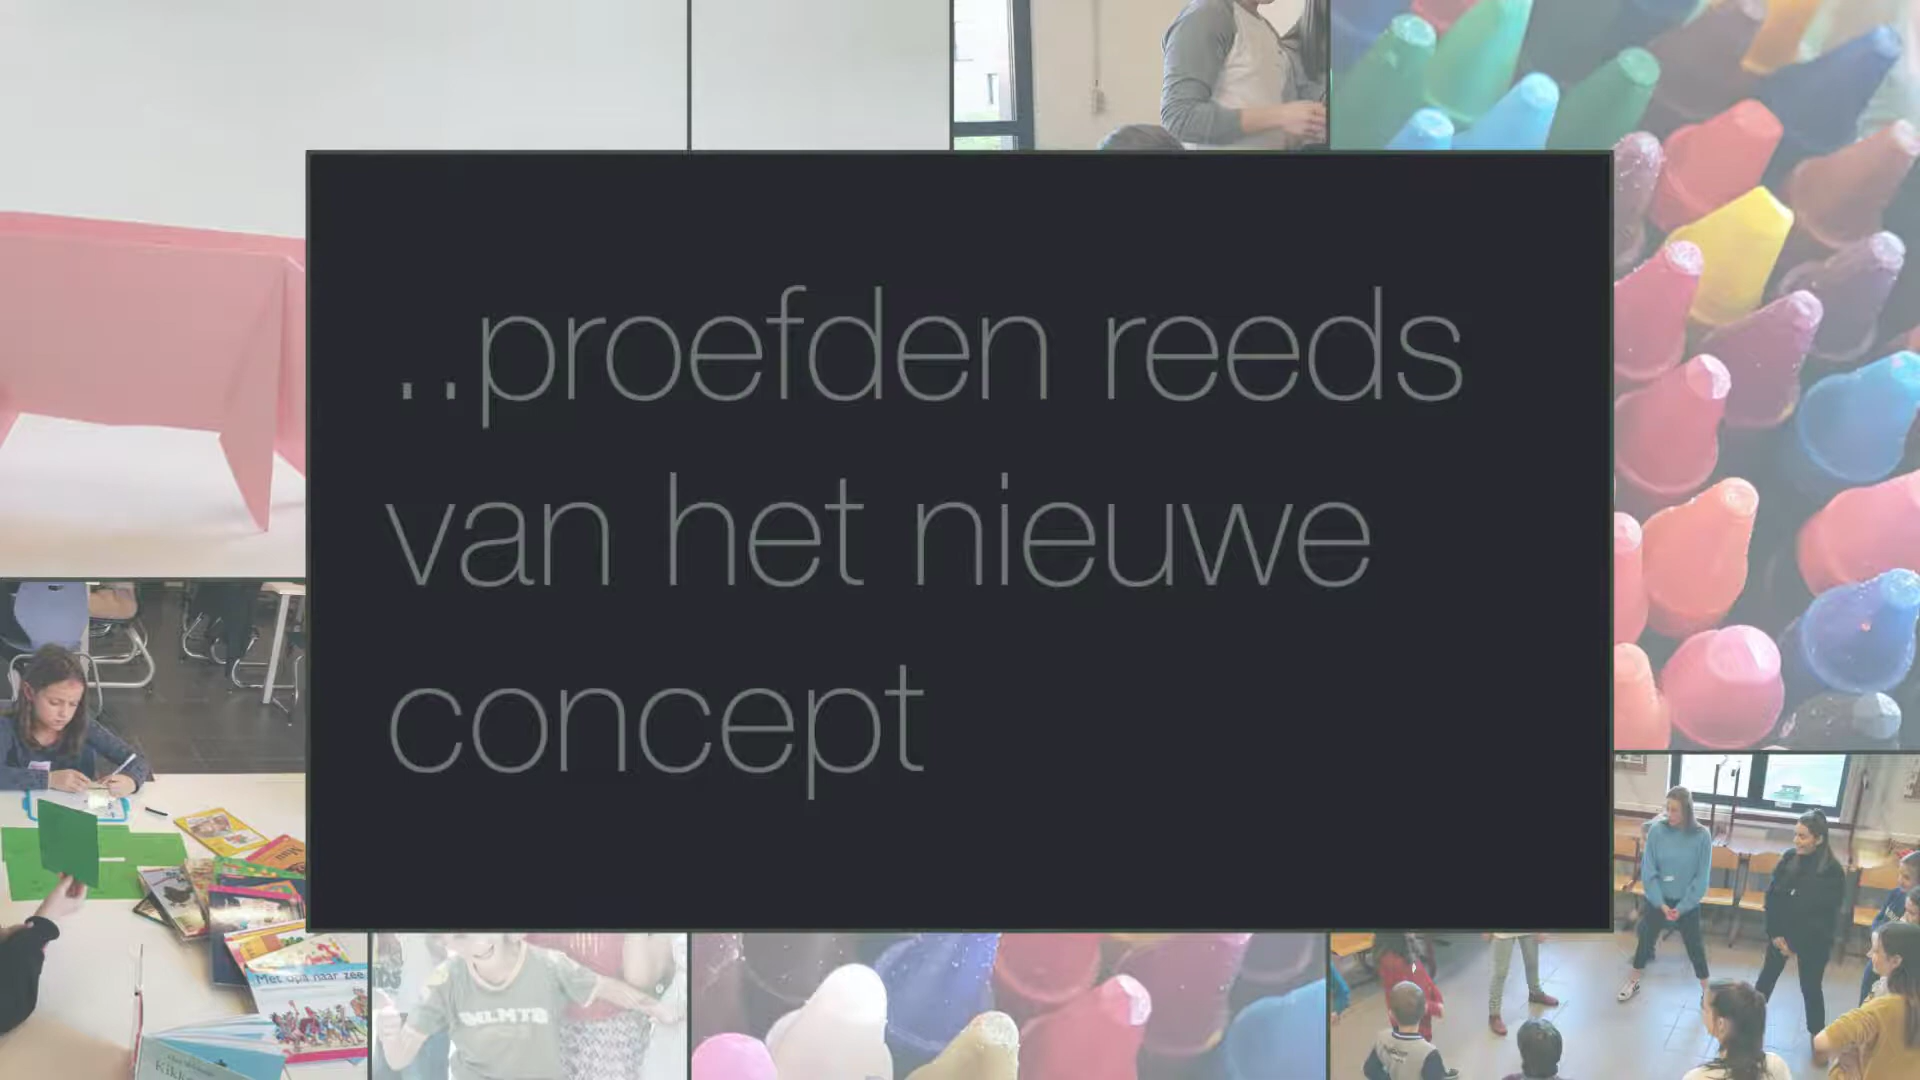 ..proefden reeds
van het nieuwe
concept
Met opa naar zee